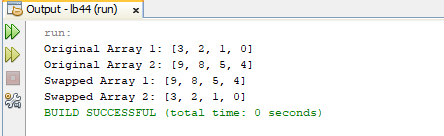 Output - lb44 (run)
run:
Original Array 1: [3, 2, 1, 0]
Original Array 2: [9, 8, 5, 4]
Swapped Array 1: [9, 8, 5, 4]
Swapped Array 2: [3, 2, 1, 0]
BUILD SUCCESSFUL (total time: 0 seconds)